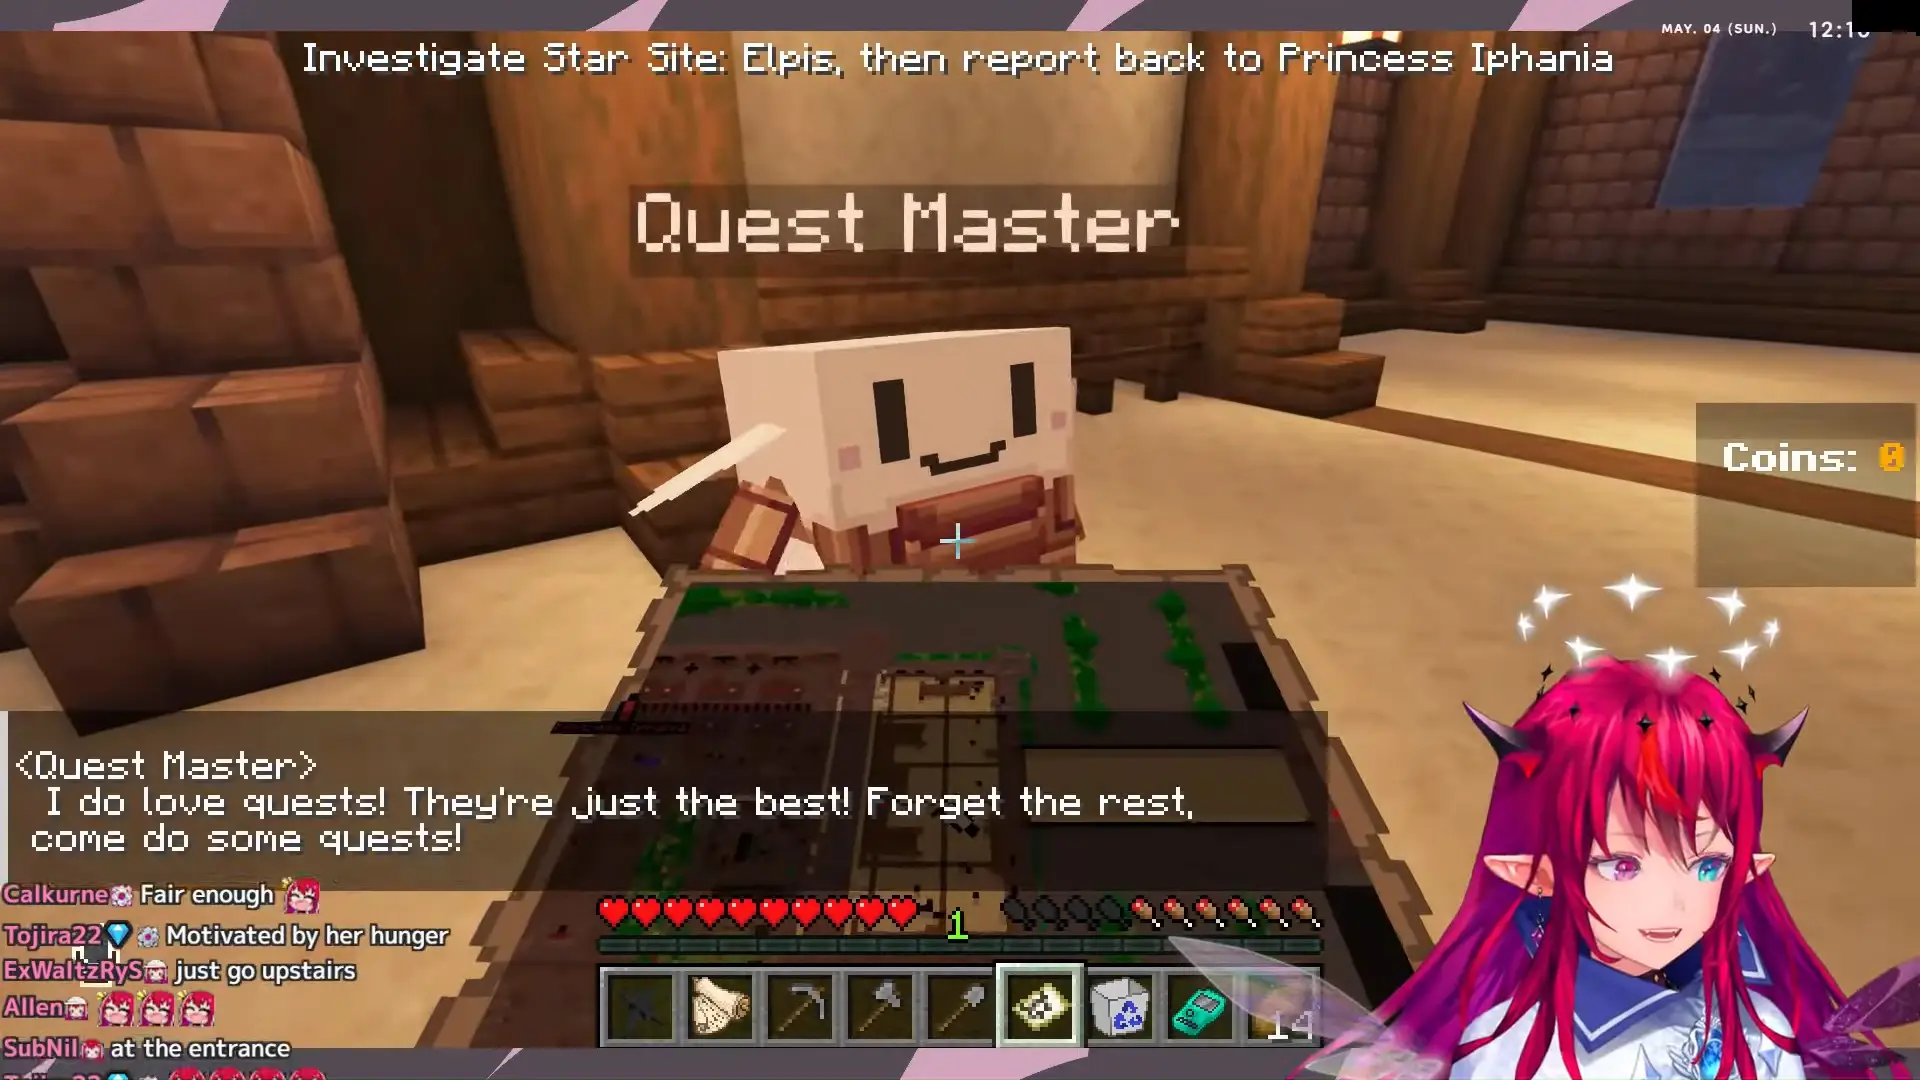 MAY. 04 (SUN.)
Investigate Star Site: Elpis, then report back to Princess Iphania
Quest Master
Coins: 0
<Quest Master>
I do love quests! They're just the best! Forget the rest,
come do some quests!
Calkurne Fair enough
Tojira22 Motivated by her hunger
ExWaltzRyS just go upstairs
Allen
SubNil at the entrance
1
14